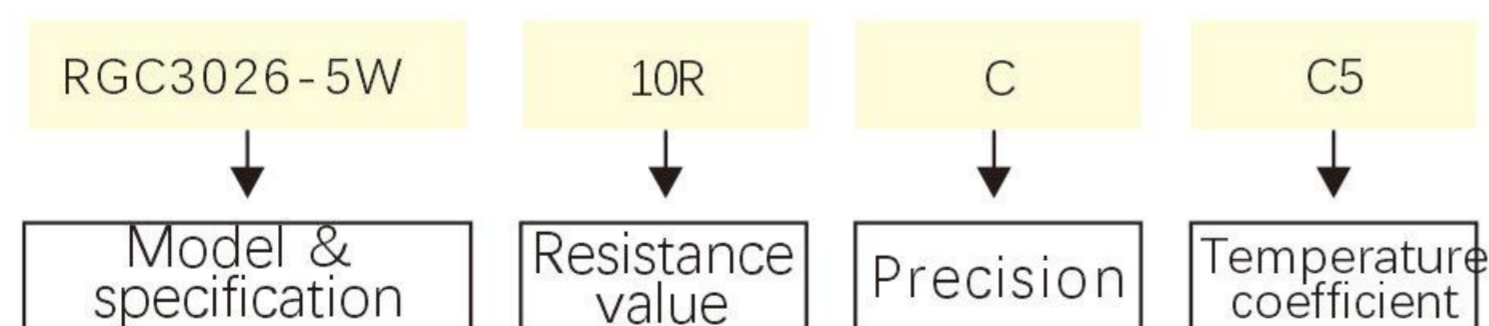 RGC3026-5W 10R C C5
Model & specification
Resistance value
Precision
Temperature coefficient